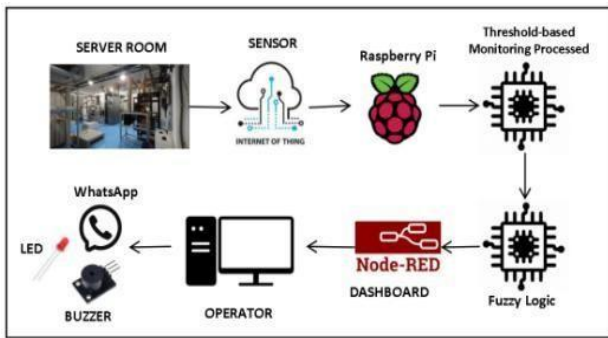 SERVER ROOM
SENSOR
INTERNET OF THING
Raspberry Pi
Threshold-based
Monitoring Processed
WhatsApp
LED
BUZZER
OPERATOR
Node-RED
DASHBOARD
Fuzzy Logic